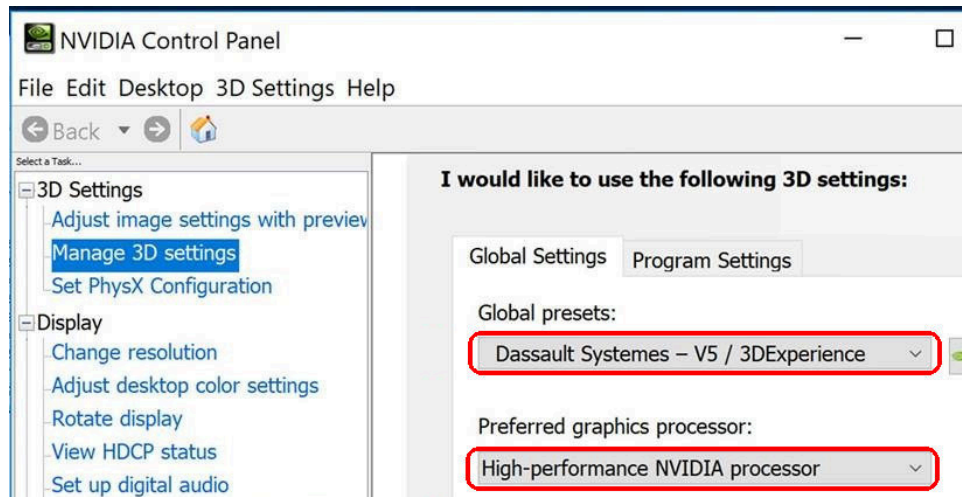 NVIDIA Control Panel
File Edit Desktop 3D Settings Help
Back
Select a Task...
3D Settings
Adjust image settings with preview
Manage 3D settings
Set PhysX Configuration
Display
Change resolution
Adjust desktop color settings
Rotate display
View HDCP status
Set up digital audio
I would like to use the following 3D settings:
Global Settings
Program Settings
Global presets:
Dassault Systemes – V5 / 3DExperience
Preferred graphics processor:
High-performance NVIDIA processor